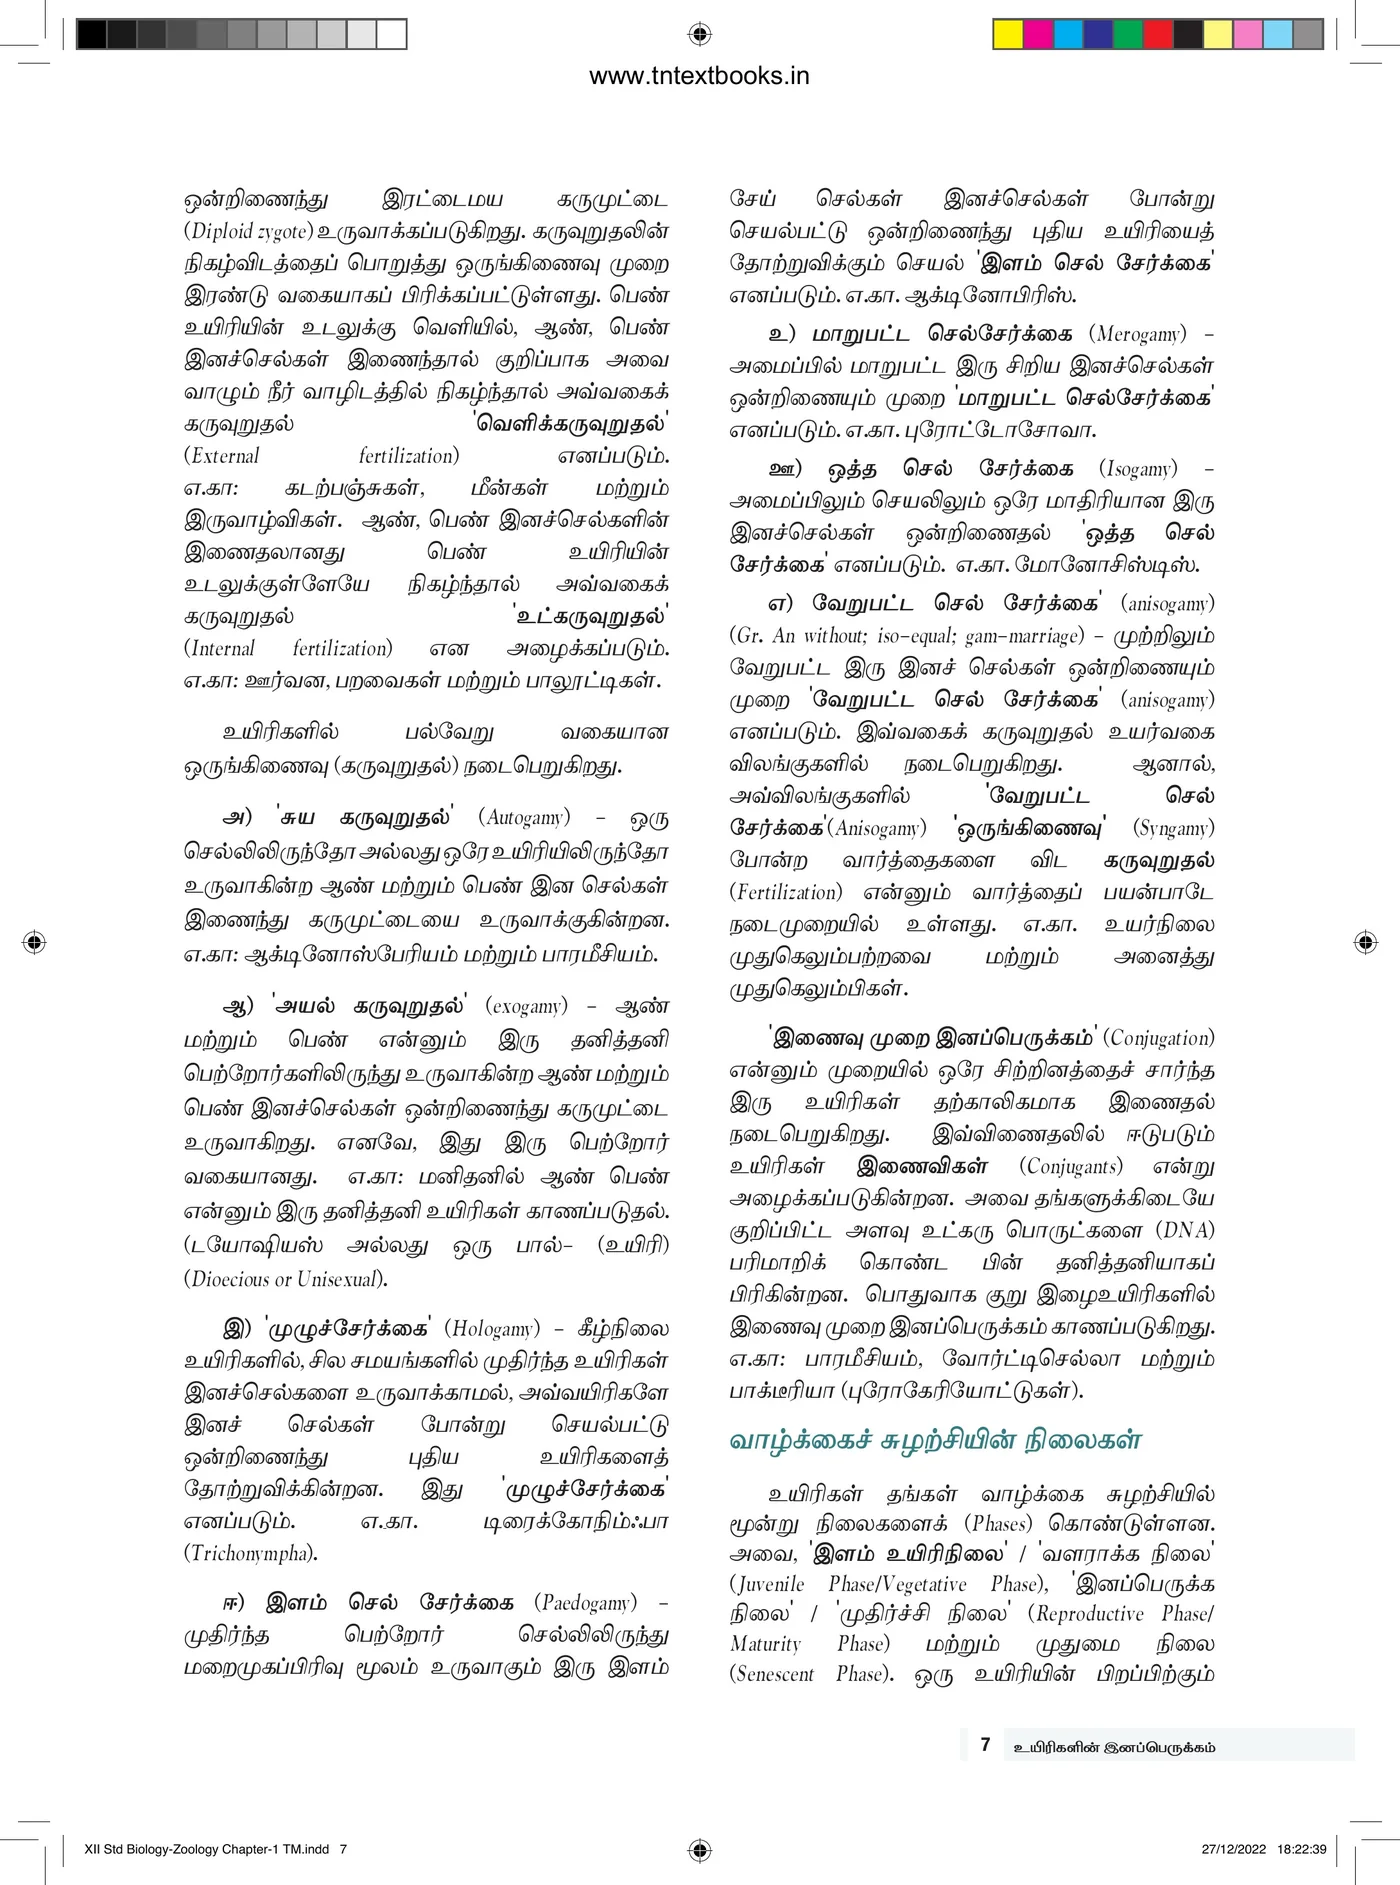 www.tntextbooks.in
ஒன்றிணைந்து இரட்டைமய கருமுட்டை
(Diploid zygote) உருவாக்கப்படுகிறது. கருவுறுதலின்
நிகழ்விடத்தைப் பொறுத்து ஒருங்கிணைவு முறை
இரண்டு வகையாகப் பிரிக்கப்பட்டுள்ளது. பெண்
உயிரியின் உடலுக்கு வெளியில், ஆண், பெண்
இனச்செல்கள் இணைந்தால் குறிப்பாக அவை
வாழும் நீர் வாழிடத்தில் நிகழ்ந்தால் அவ்வகைக்
கருவுறுதல் 'வெளிக்கருவுறுதல்'
(External fertilization) எனப்படும்.
எ.கா: கடற்பஞ்சுகள், மீன்கள் மற்றும்
இருவாழ்விகள். ஆண், பெண் இனச்செல்களின்
இணைதலானது பெண் உயிரியின்
உடலுக்குள்ளேயே நிகழ்ந்தால் அவ்வகைக்
கருவுறுதல் 'உட்கருவுறுதல்'
(Internal fertilization) என அழைக்கப்படும்.
எ.கா: ஊர்வன, பறவைகள் மற்றும் பாலூட்டிகள்.
உயிரிகளில் பல்வேறு வகையான
ஒருங்கிணைவு (கருவுறுதல்) நடைபெறுகிறது.
அ) 'சுய கருவுறுதல்' (Autogamy) – ஒரு
செல்லிலிருந்தோ அல்லது ஒரே உயிரியிலிருந்தோ
உருவாகின்ற ஆண் மற்றும் பெண் இன செல்கள்
இணைந்து கருமுட்டையை உருவாக்குகின்றன.
எ.கா: ஆக்டினோஸ்பேரியம் மற்றும் பாரமீசியம்.
ஆ) 'அயல் கருவுறுதல்' (exogamy) – ஆண்
மற்றும் பெண் என்னும் இரு தனித்தனி
பெற்றோர்களிலிருந்து உருவாகின்ற ஆண் மற்றும்
பெண் இனச்செல்கள் ஒன்றிணைந்து கருமுட்டை
உருவாகிறது. எனவே, இது இரு பெற்றோர்
வகையானது. எ.கா: மனிதனில் ஆண் பெண்
என்னும் இரு தனித்தனி உயிரிகள் காணப்படுதல்.
(டயோஷியஸ் அல்லது ஒரு பால்– (உயிரி)
(Dioecious or Unisexual).
இ) 'முழுச்சேர்க்கை' (Hologamy) – கீழ்நிலை
உயிரிகளில், சில சமயங்களில் முதிர்ந்த உயிரிகள்
இனச்செல்களை உருவாக்காமல், அவ்வயிரிகளே
இனச் செல்கள் போன்று செயல்பட்டு
ஒன்றிணைந்து புதிய உயிரிகளைத்
தோற்றுவிக்கின்றன. இது 'முழுச்சேர்க்கை'
எனப்படும். எ.கா. டிரைக்கோநிம்ஃபா
(Trichonympha).
ஈ) இளம் செல் சேர்க்கை (Paedogamy) –
முதிர்ந்த பெற்றோர் செல்லிலிருந்து
மறைமுகப்பிரிவு மூலம் உருவாகும் இரு இளம்
சேய் செல்கள் இனச்செல்கள் போன்று
செயல்பட்டு ஒன்றிணைந்து புதிய உயிரியைத்
தோற்றுவிக்கும் செயல் 'இளம் செல் சேர்க்கை'
எனப்படும். எ.கா. ஆக்டினோபிரிஸ்.
உ) மாறுபட்ட செல்சேர்க்கை (Merogamy) –
அமைப்பில் மாறுபட்ட இரு சிறிய இனச்செல்கள்
ஒன்றிணையும் முறை 'மாறுபட்ட செல்சேர்க்கை'
எனப்படும். எ.கா. புரோட்டோசோவா.
ஊ) ஒத்த செல் சேர்க்கை (Isogamy) –
அமைப்பிலும் செயலிலும் ஒரே மாதிரியான இரு
இனச்செல்கள் ஒன்றிணைதல் 'ஒத்த செல்
சேர்க்கை' எனப்படும். எ.கா. மோனோசிஸ்டிஸ்.
எ) வேறுபட்ட செல் சேர்க்கை' (anisogamy)
(Gr. An without; iso–equal; gam–marriage) – முற்றிலும்
வேறுபட்ட இரு இனச் செல்கள் ஒன்றிணையும்
முறை 'வேறுபட்ட செல் சேர்க்கை' (anisogamy)
எனப்படும். இவ்வகைக் கருவுறுதல் உயர்வகை
விலங்குகளில் நடைபெறுகிறது. ஆனால்,
அவ்விலங்குகளில் 'வேறுபட்ட செல்
சேர்க்கை'(Anisogamy) 'ஒருங்கிணைவு' (Syngamy)
போன்ற வார்த்தைகளை விட கருவுறுதல்
(Fertilization) என்னும் வார்த்தைப் பயன்பாடே
நடைமுறையில் உள்ளது. எ.கா. உயர்நிலை
முதுகெலும்பற்றவை மற்றும் அனைத்து
முதுகெலும்பிகள்.
'இணைவு முறை இனப்பெருக்கம்' (Conjugation)
என்னும் முறையில் ஒரே சிற்றினத்தைச் சார்ந்த
இரு உயிரிகள் தற்காலிகமாக இணைதல்
நடைபெறுகிறது. இவ்விணைதலில் ஈடுபடும்
உயிரிகள் இணைவிகள் (Conjugants) என்று
அழைக்கப்படுகின்றன. அவை தங்களுக்கிடையே
குறிப்பிட்ட அளவு உட்கரு பொருட்களை (DNA)
பரிமாறிக் கொண்ட பின் தனித்தனியாகப்
பிரிகின்றன. பொதுவாக குறு இழைஉயிரிகளில்
இணைவு முறை இனப்பெருக்கம் காணப்படுகிறது.
எ.கா: பாரமீசியம், வோர்ட்டிசெல்லா மற்றும்
பாக்டீரியா (புரோகேரியோட்டுகள்).
வாழ்க்கைச் சுழற்சியின் நிலைகள்
உயிரிகள் தங்கள் வாழ்க்கை சுழற்சியில்
மூன்று நிலைகளைக் (Phases) கொண்டுள்ளன.
அவை, 'இளம் உயிரிநிலை' / 'வளராக்க நிலை'
(Juvenile Phase/Vegetative Phase), 'இனப்பெருக்க
நிலை' / 'முதிர்ச்சி நிலை' (Reproductive Phase/
Maturity Phase) மற்றும் முதுமை நிலை
(Senescent Phase). ஒரு உயிரியின் பிறப்பிற்கும்
7 உயிரிகளின் இனப்பெருக்கம்
XII Std Biology-Zoology Chapter-1 TM.indd 7
27/12/2022 18:22:39